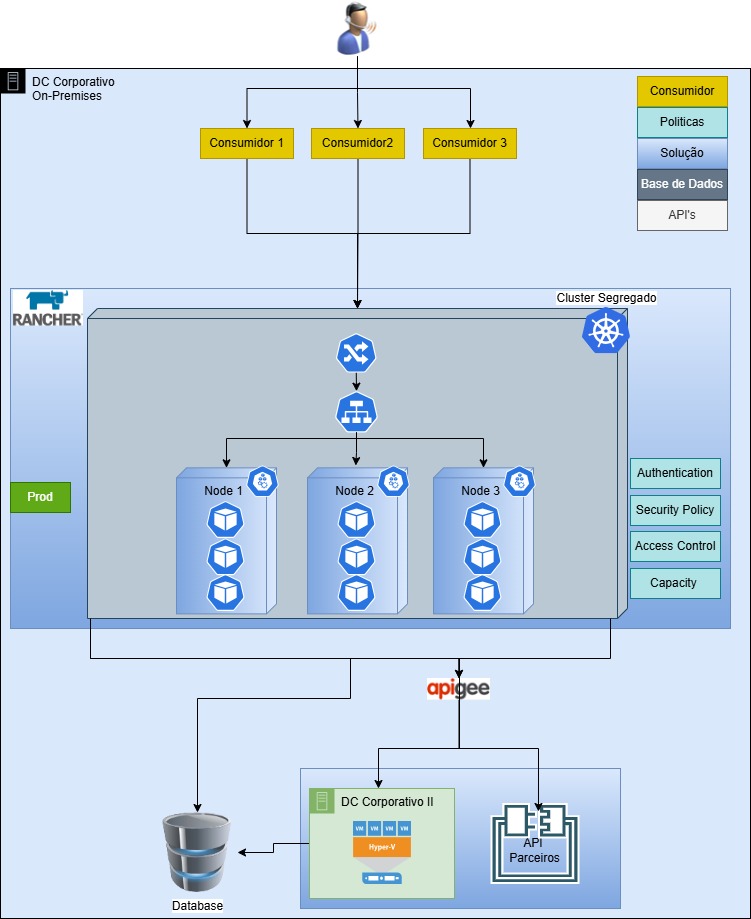 DC Corporativo
On-Premises
Consumidor
Politicas
Solução
Base de Dados
API's
Consumidor 1
Consumidor2
Consumidor 3
RANCHER
Cluster Segregado
Prod
Node 1
Node 2
Node 3
Authentication
Security Policy
Access Control
Capacity
apigee
DC Corporativo II
VM VM VM VM
Hyper-V
API
Parceiros
Database